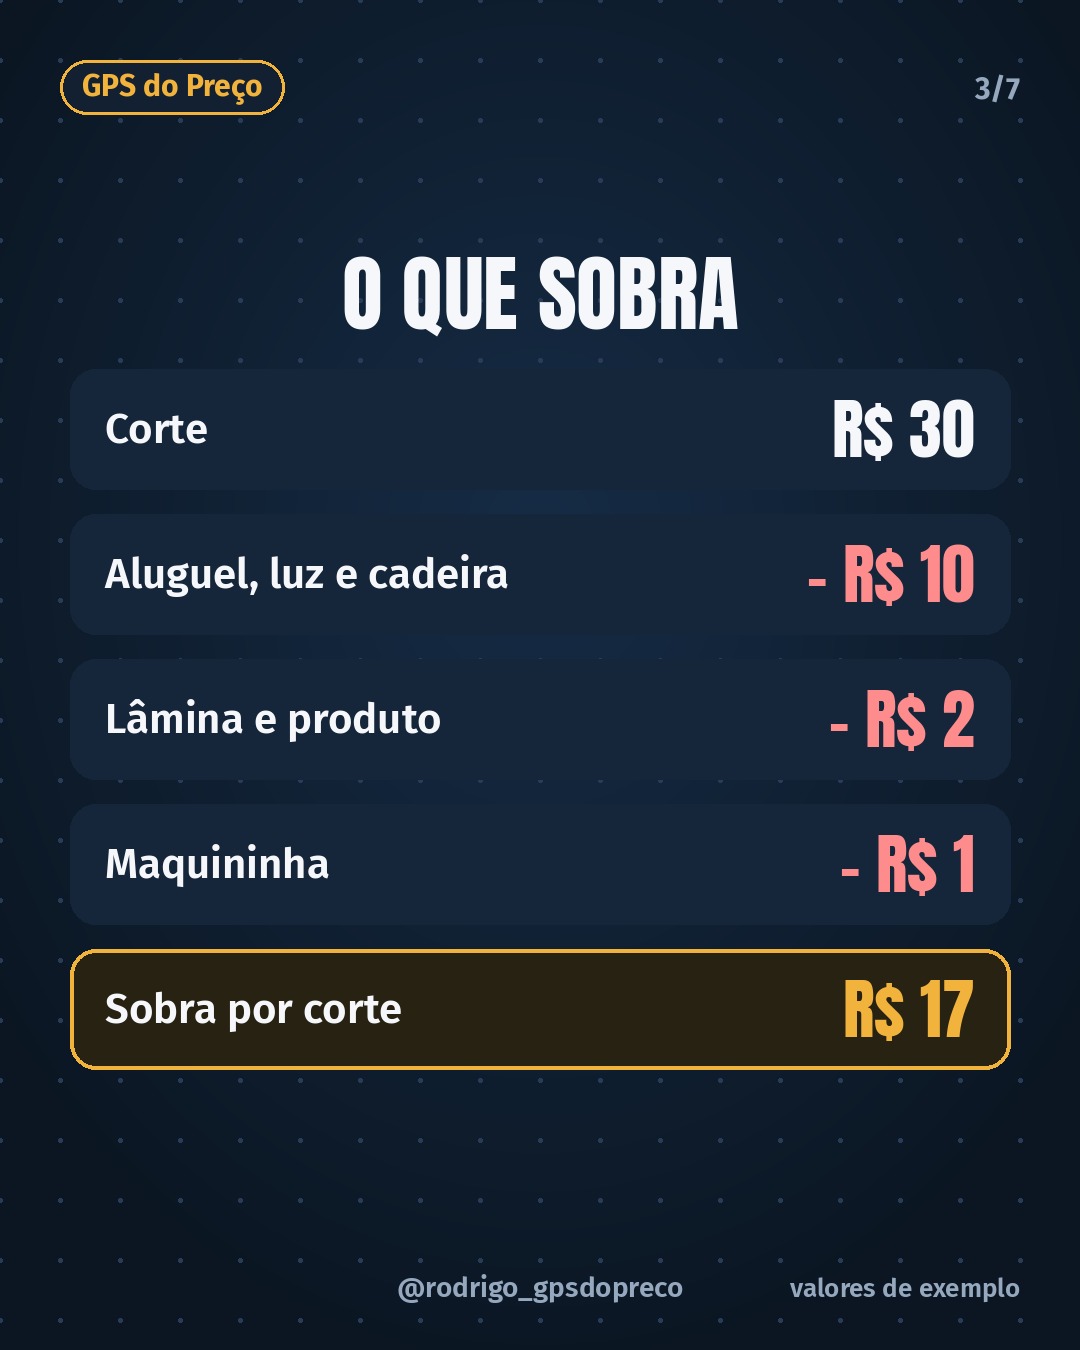 GPS do Preço
3/7
O QUE SOBRA
Corte R$ 30
Aluguel, luz e cadeira - R$ 10
Lâmina e produto - R$ 2
Maquininha - R$ 1
Sobra por corte R$ 17
@rodrigo_gpsdopreco
valores de exemplo